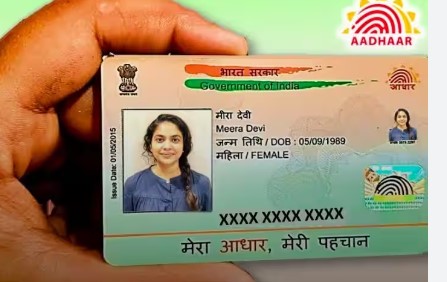 AADHAAR
भारत सरकार
Government of India
आधार
मीरा देवी
Meera Devi
जन्म तिथि / DOB : 05/09/1989
महिला / FEMALE
Issue Date: 01/05/2015
XXXX XXXX XXXX
मेरा आधार, मेरी पहचान